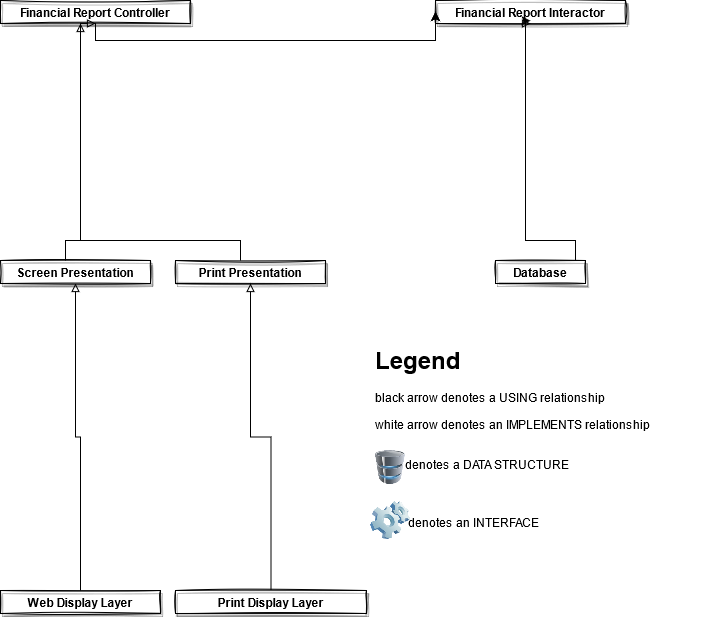 Financial Report Controller
Financial Report Interactor
Screen Presentation
Print Presentation
Database
Legend
black arrow denotes a USING relationship
white arrow denotes an IMPLEMENTS relationship
denotes a DATA STRUCTURE
denotes an INTERFACE
Web Display Layer
Print Display Layer